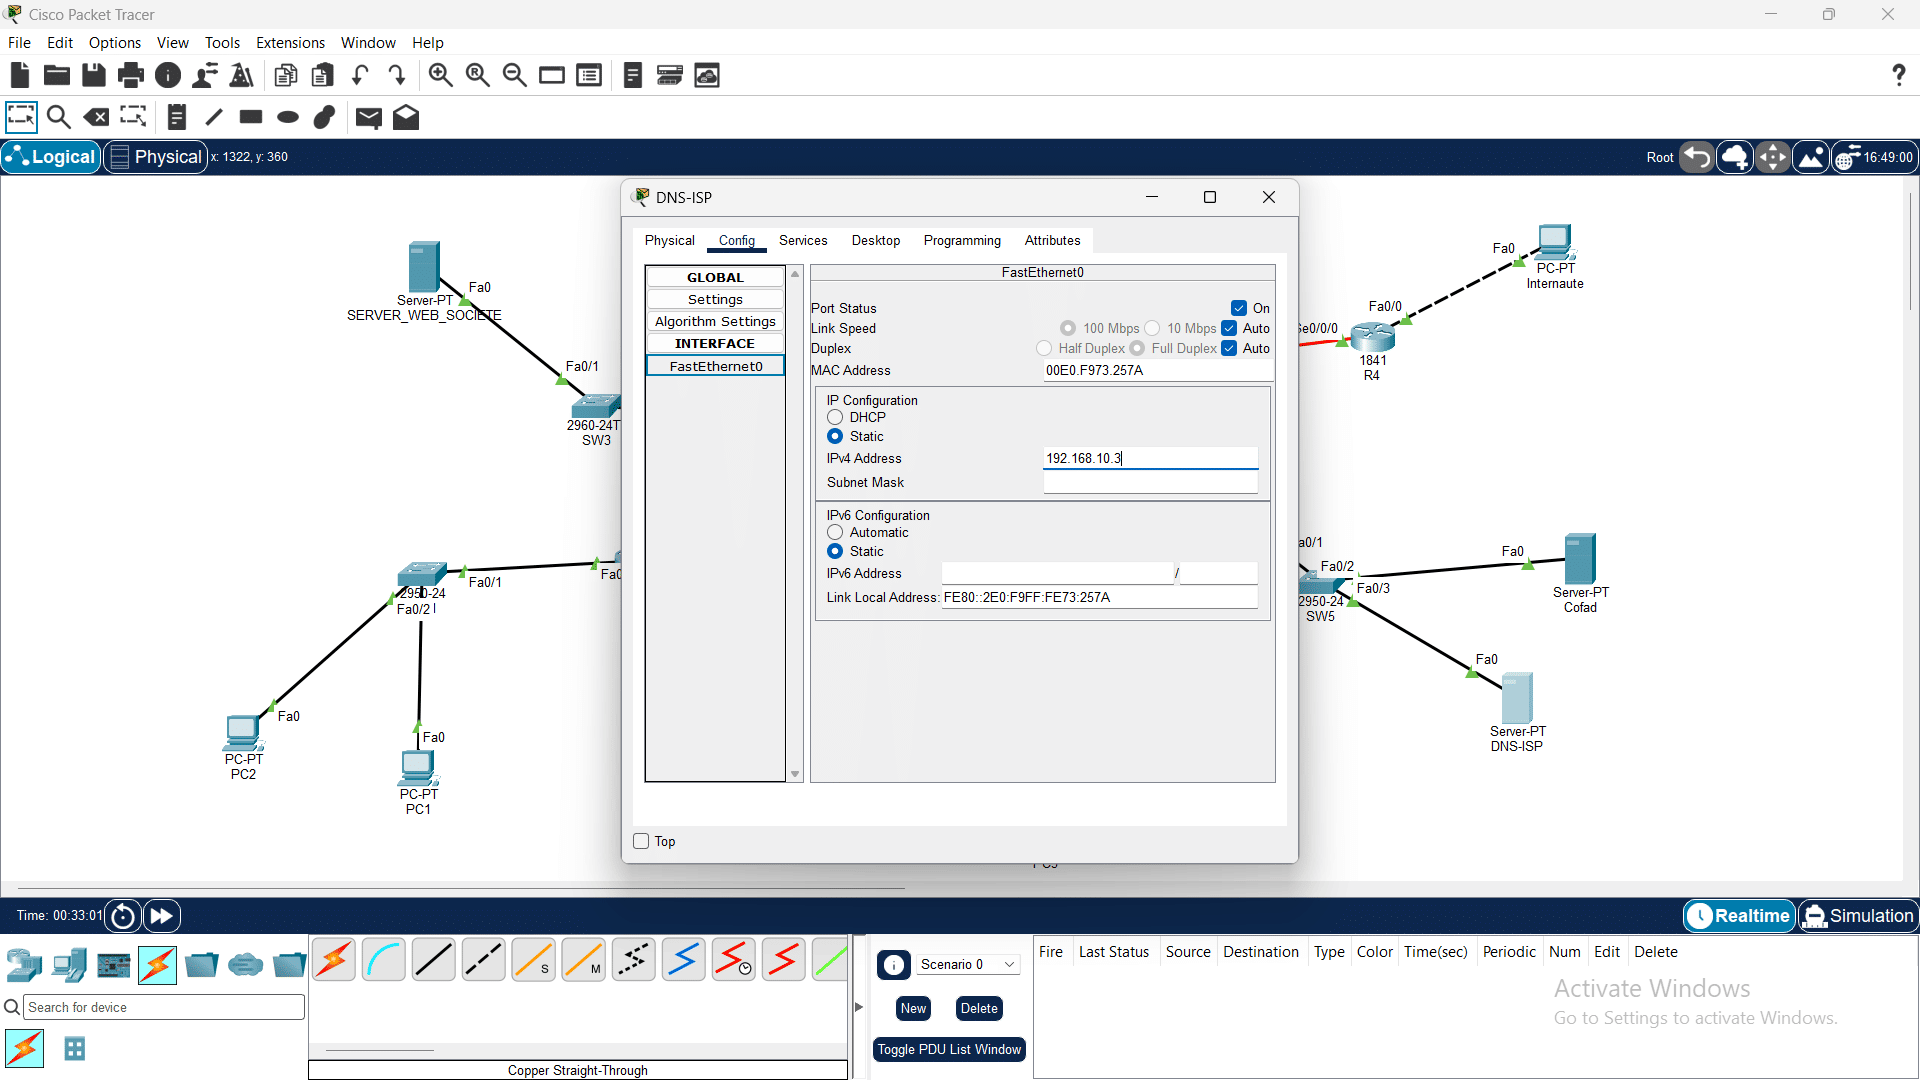 Cisco Packet Tracer
File Edit Options View Tools Extensions Window Help
Logical Physical x: 1322, y: 360 Root 16:49:00
DNS-ISP
Physical Config Services Desktop Programming Attributes
GLOBAL
Settings
Algorithm Settings
INTERFACE
FastEthernet0
FastEthernet0
Port Status On
Link Speed 100 Mbps 10 Mbps Auto
Duplex Half Duplex Full Duplex Auto
MAC Address 00E0.F973.257A
IP Configuration
DHCP
Static
IPv4 Address 192.168.10.3
Subnet Mask
IPv6 Configuration
Automatic
Static
IPv6 Address /
Link Local Address: FE80::2E0:F9FF:FE73:257A
Top
Fa0
Server-PT
SERVER_WEB_SOCIETE
Fa0/1
2960-24T
SW3
Fa0/1
2950-24
Fa0/2
Fa0
PC-PT
PC2
Fa0
PC-PT
PC1
Fa0
PC-PT
Internaute
Fa0/0
Se0/0/0
1841
R4
a0/1
Fa0/2
Fa0/3
2950-24
SW5
Fa0
Server-PT
Cofad
Fa0
Server-PT
DNS-ISP
Time: 00:33:01 Realtime Simulation
Search for device
S
M
Copper Straight-Through
Scenario 0
New Delete
Toggle PDU List Window
Fire Last Status Source Destination Type Color Time(sec) Periodic Num Edit Delete
Activate Windows
Go to Settings to activate Windows.